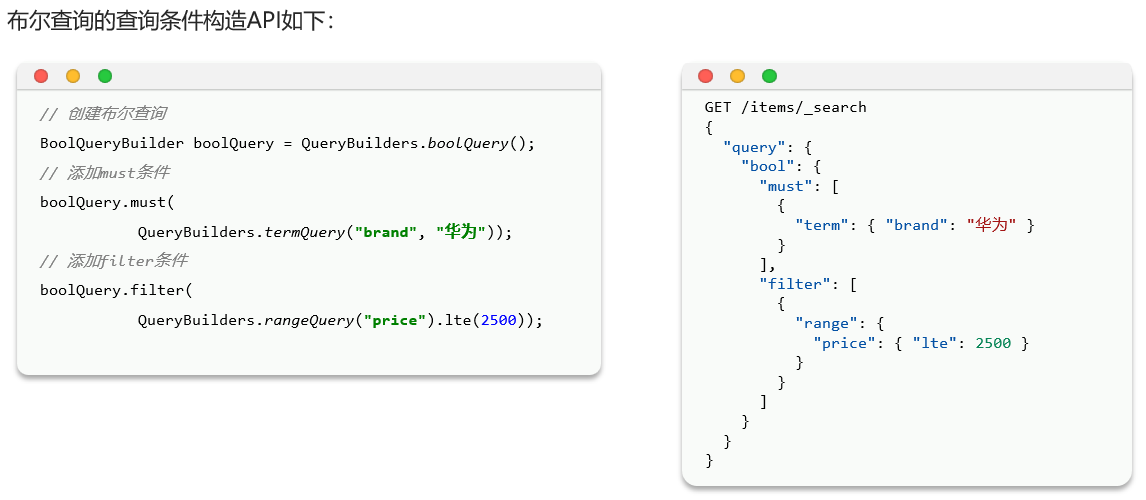 布尔查询的查询条件构造API如下：
// 创建布尔查询
BoolQueryBuilder boolQuery = QueryBuilders.boolQuery();
// 添加must条件
boolQuery.must(
        QueryBuilders.termQuery("brand", "华为"));
// 添加filter条件
boolQuery.filter(
        QueryBuilders.rangeQuery("price").lte(2500));
GET /items/_search
{
  "query": {
    "bool": {
      "must": [
        {
          "term": { "brand": "华为" }
        }
      ],
      "filter": [
        {
          "range": {
            "price": { "lte": 2500 }
          }
        }
      ]
    }
  }
}